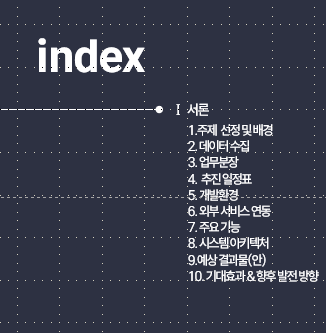 index
I 서론
1.주제 선정 및 배경
2. 데이터 수집
3. 업무분장
4. 추진 일정표
5. 개발환경
6. 외부 서비스 연동
7. 주요 기능
8. 시스템 아키텍처
9.예상 결과물(안)
10. 기대효과 & 향후 발전 방향